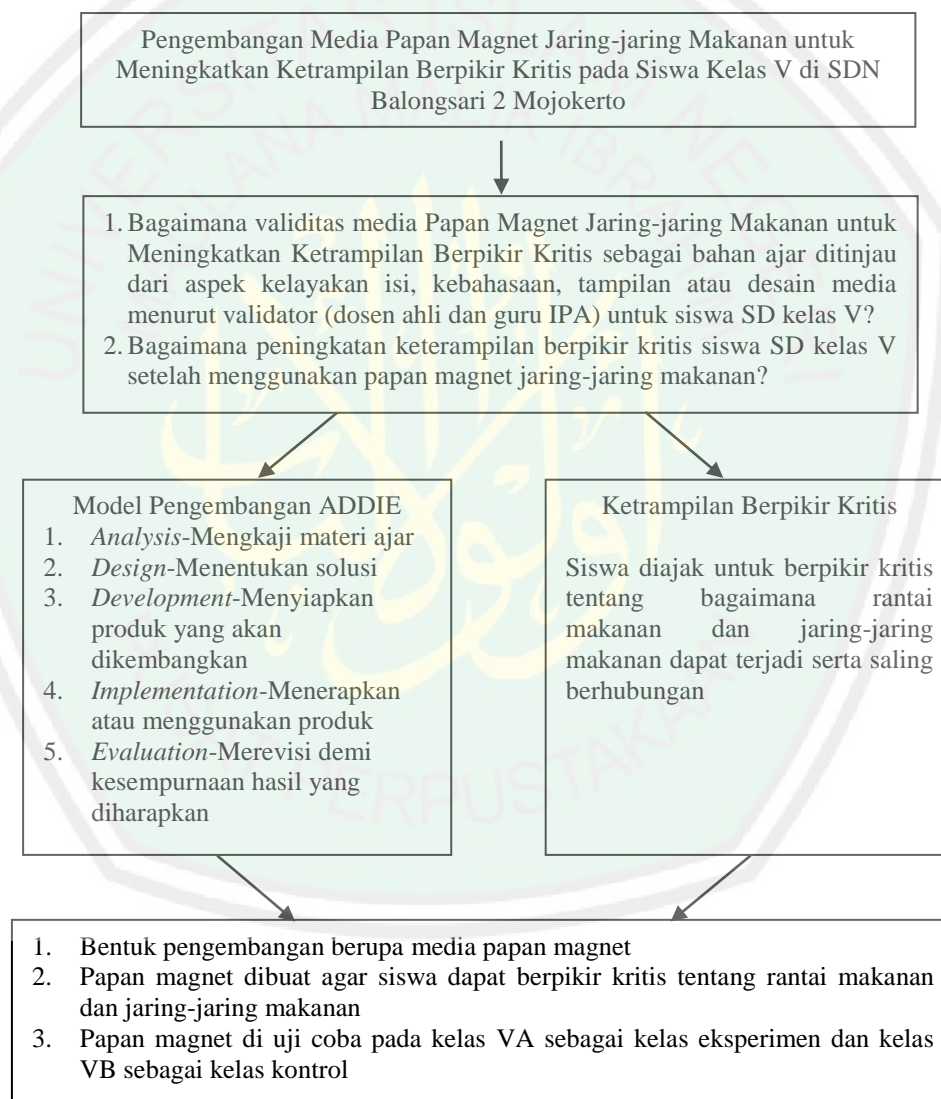 Pengembangan Media Papan Magnet Jaring-jaring Makanan untuk
Meningkatkan Ketrampilan Berpikir Kritis pada Siswa Kelas V di SDN
Balongsari 2 Mojokerto
1. Bagaimana validitas media Papan Magnet Jaring-jaring Makanan untuk
Meningkatkan Ketrampilan Berpikir Kritis sebagai bahan ajar ditinjau
dari aspek kelayakan isi, kebahasaan, tampilan atau desain media
menurut validator (dosen ahli dan guru IPA) untuk siswa SD kelas V?
2. Bagaimana peningkatan keterampilan berpikir kritis siswa SD kelas V
setelah menggunakan papan magnet jaring-jaring makanan?
Model Pengembangan ADDIE
1. Analysis-Mengkaji materi ajar
2. Design-Menentukan solusi
3. Development-Menyiapkan
produk yang akan
dikembangkan
4. Implementation-Menerapkan
atau menggunakan produk
5. Evaluation-Merevisi demi
kesempurnaan hasil yang
diharapkan
Ketrampilan Berpikir Kritis
Siswa diajak untuk berpikir kritis
tentang bagaimana rantai
makanan dan jaring-jaring
makanan dapat terjadi serta saling
berhubungan
1. Bentuk pengembangan berupa media papan magnet
2. Papan magnet dibuat agar siswa dapat berpikir kritis tentang rantai makanan
dan jaring-jaring makanan
3. Papan magnet di uji coba pada kelas VA sebagai kelas eksperimen dan kelas
VB sebagai kelas kontrol